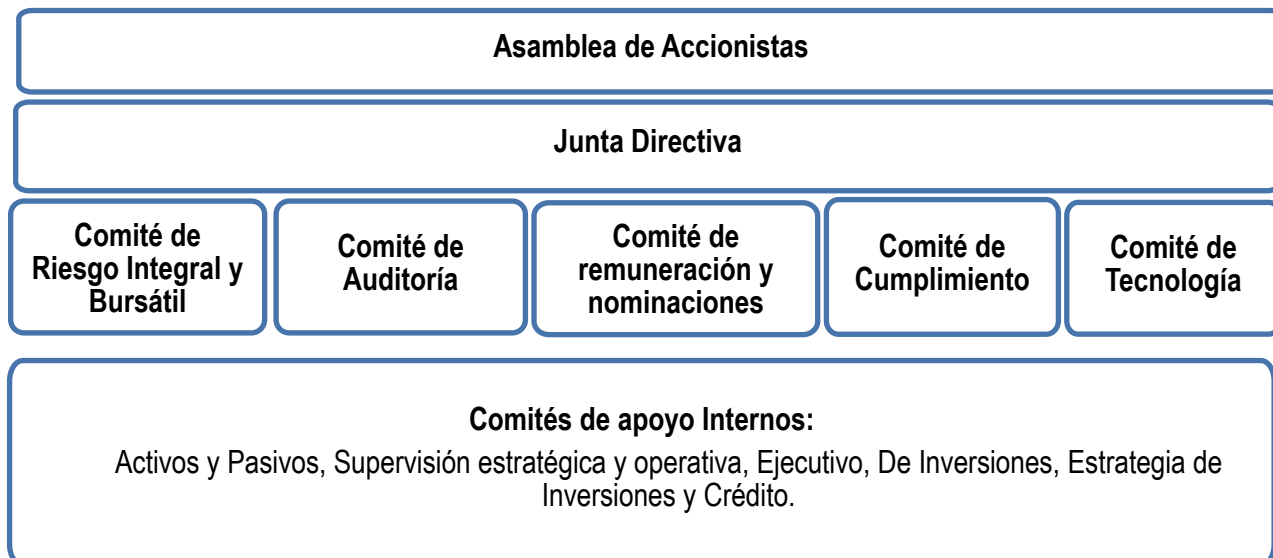 Asamblea de Accionistas
Junta Directiva
Comité de
Riesgo Integral y
Bursátil
Comité de
Auditoría
Comité de
remuneración y
nominaciones
Comité de
Cumplimiento
Comité de
Tecnología
Comités de apoyo Internos:
Activos y Pasivos, Supervisión estratégica y operativa, Ejecutivo, De Inversiones, Estrategia de
Inversiones y Crédito.